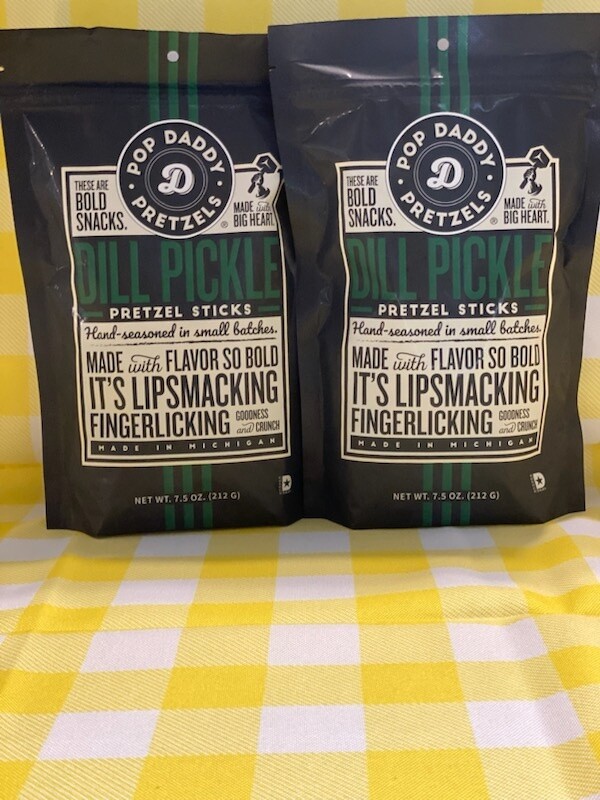 POP DADDY
D
PRETZELS
THESE ARE
BOLD
SNACKS.
MADE with
BIG HEART.
DILL PICKLE
PRETZEL STICKS
Hand-seasoned in small batches.
MADE with FLAVOR SO BOLD
IT'S LIPSMACKING
FINGERLICKING GOODNESS and CRUNCH
MADE IN MICHIGAN
NET WT. 7.5 OZ. (212 G)
POP DADDY
D
PRETZELS
®
THESE ARE
BOLD
SNACKS.
MADE with
BIG HEART.
DILL PICKLE
PRETZEL STICKS
Hand-seasoned in small batches.
MADE with FLAVOR SO BOLD
IT'S LIPSMACKING
FINGERLICKING GOODNESS and CRUNCH
MADE IN MICHIGAN
NET WT. 7.5 OZ. (212 G)